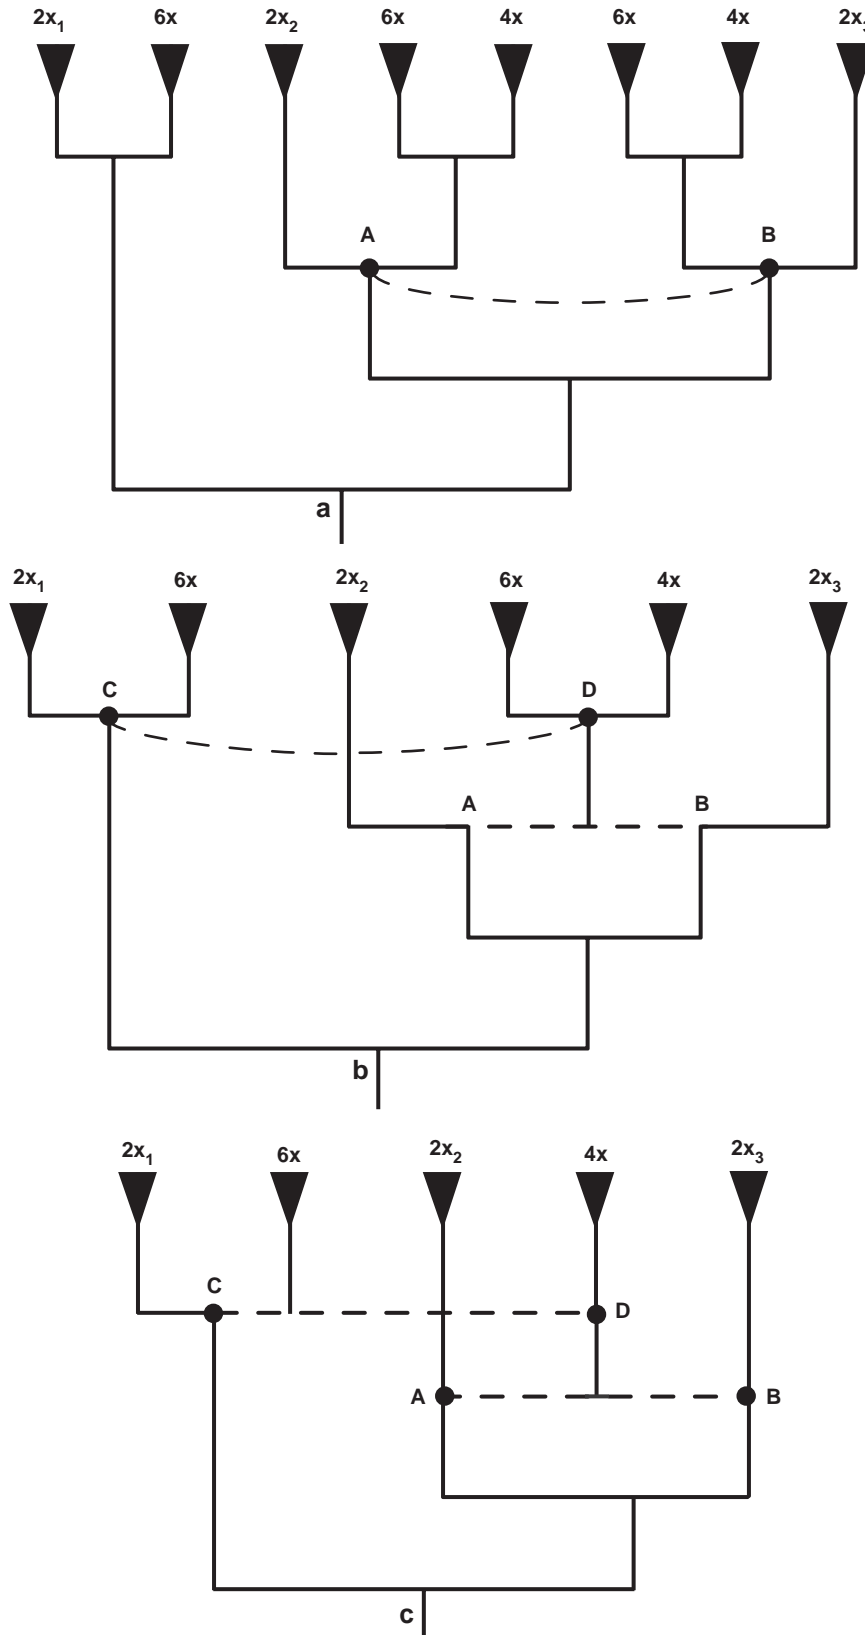 2x₁ 6x 2x₂ 6x 4x 6x 4x 2x₃
A B
a
2x₁ 6x 2x₂ 6x 4x 2x₃
C D
A B
b
2x₁ 6x 2x₂ 4x 2x₃
C D
A B
c